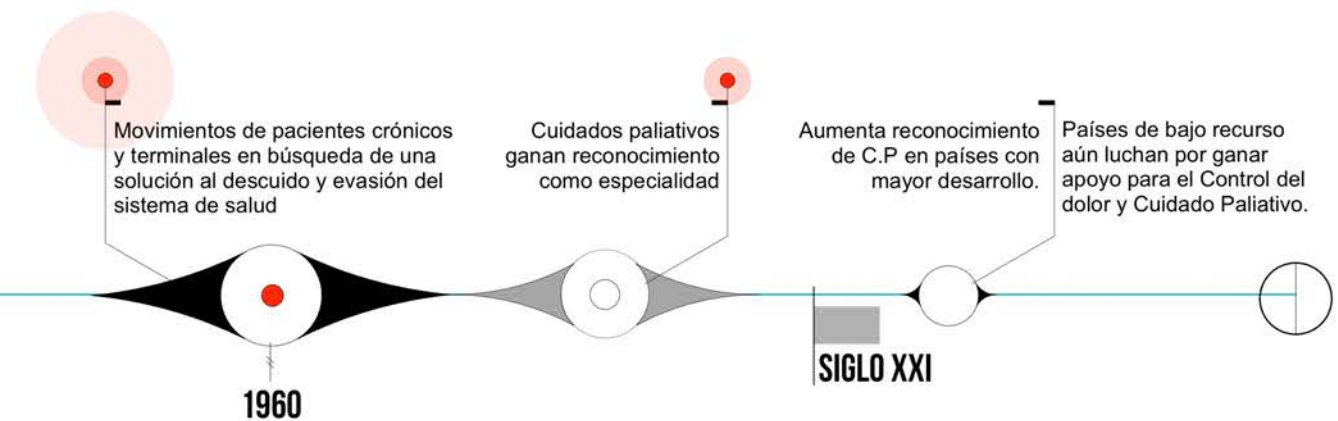 Movimientos de pacientes crónicos
y terminales en búsqueda de una
solución al descuido y evasión del
sistema de salud
Cuidados paliativos
ganan reconocimiento
como especialidad
Aumenta reconocimiento
de C.P en países con
mayor desarrollo.
Países de bajo recurso
aún luchan por ganar
apoyo para el Control del
dolor y Cuidado Paliativo.
1960
SIGLO XXI